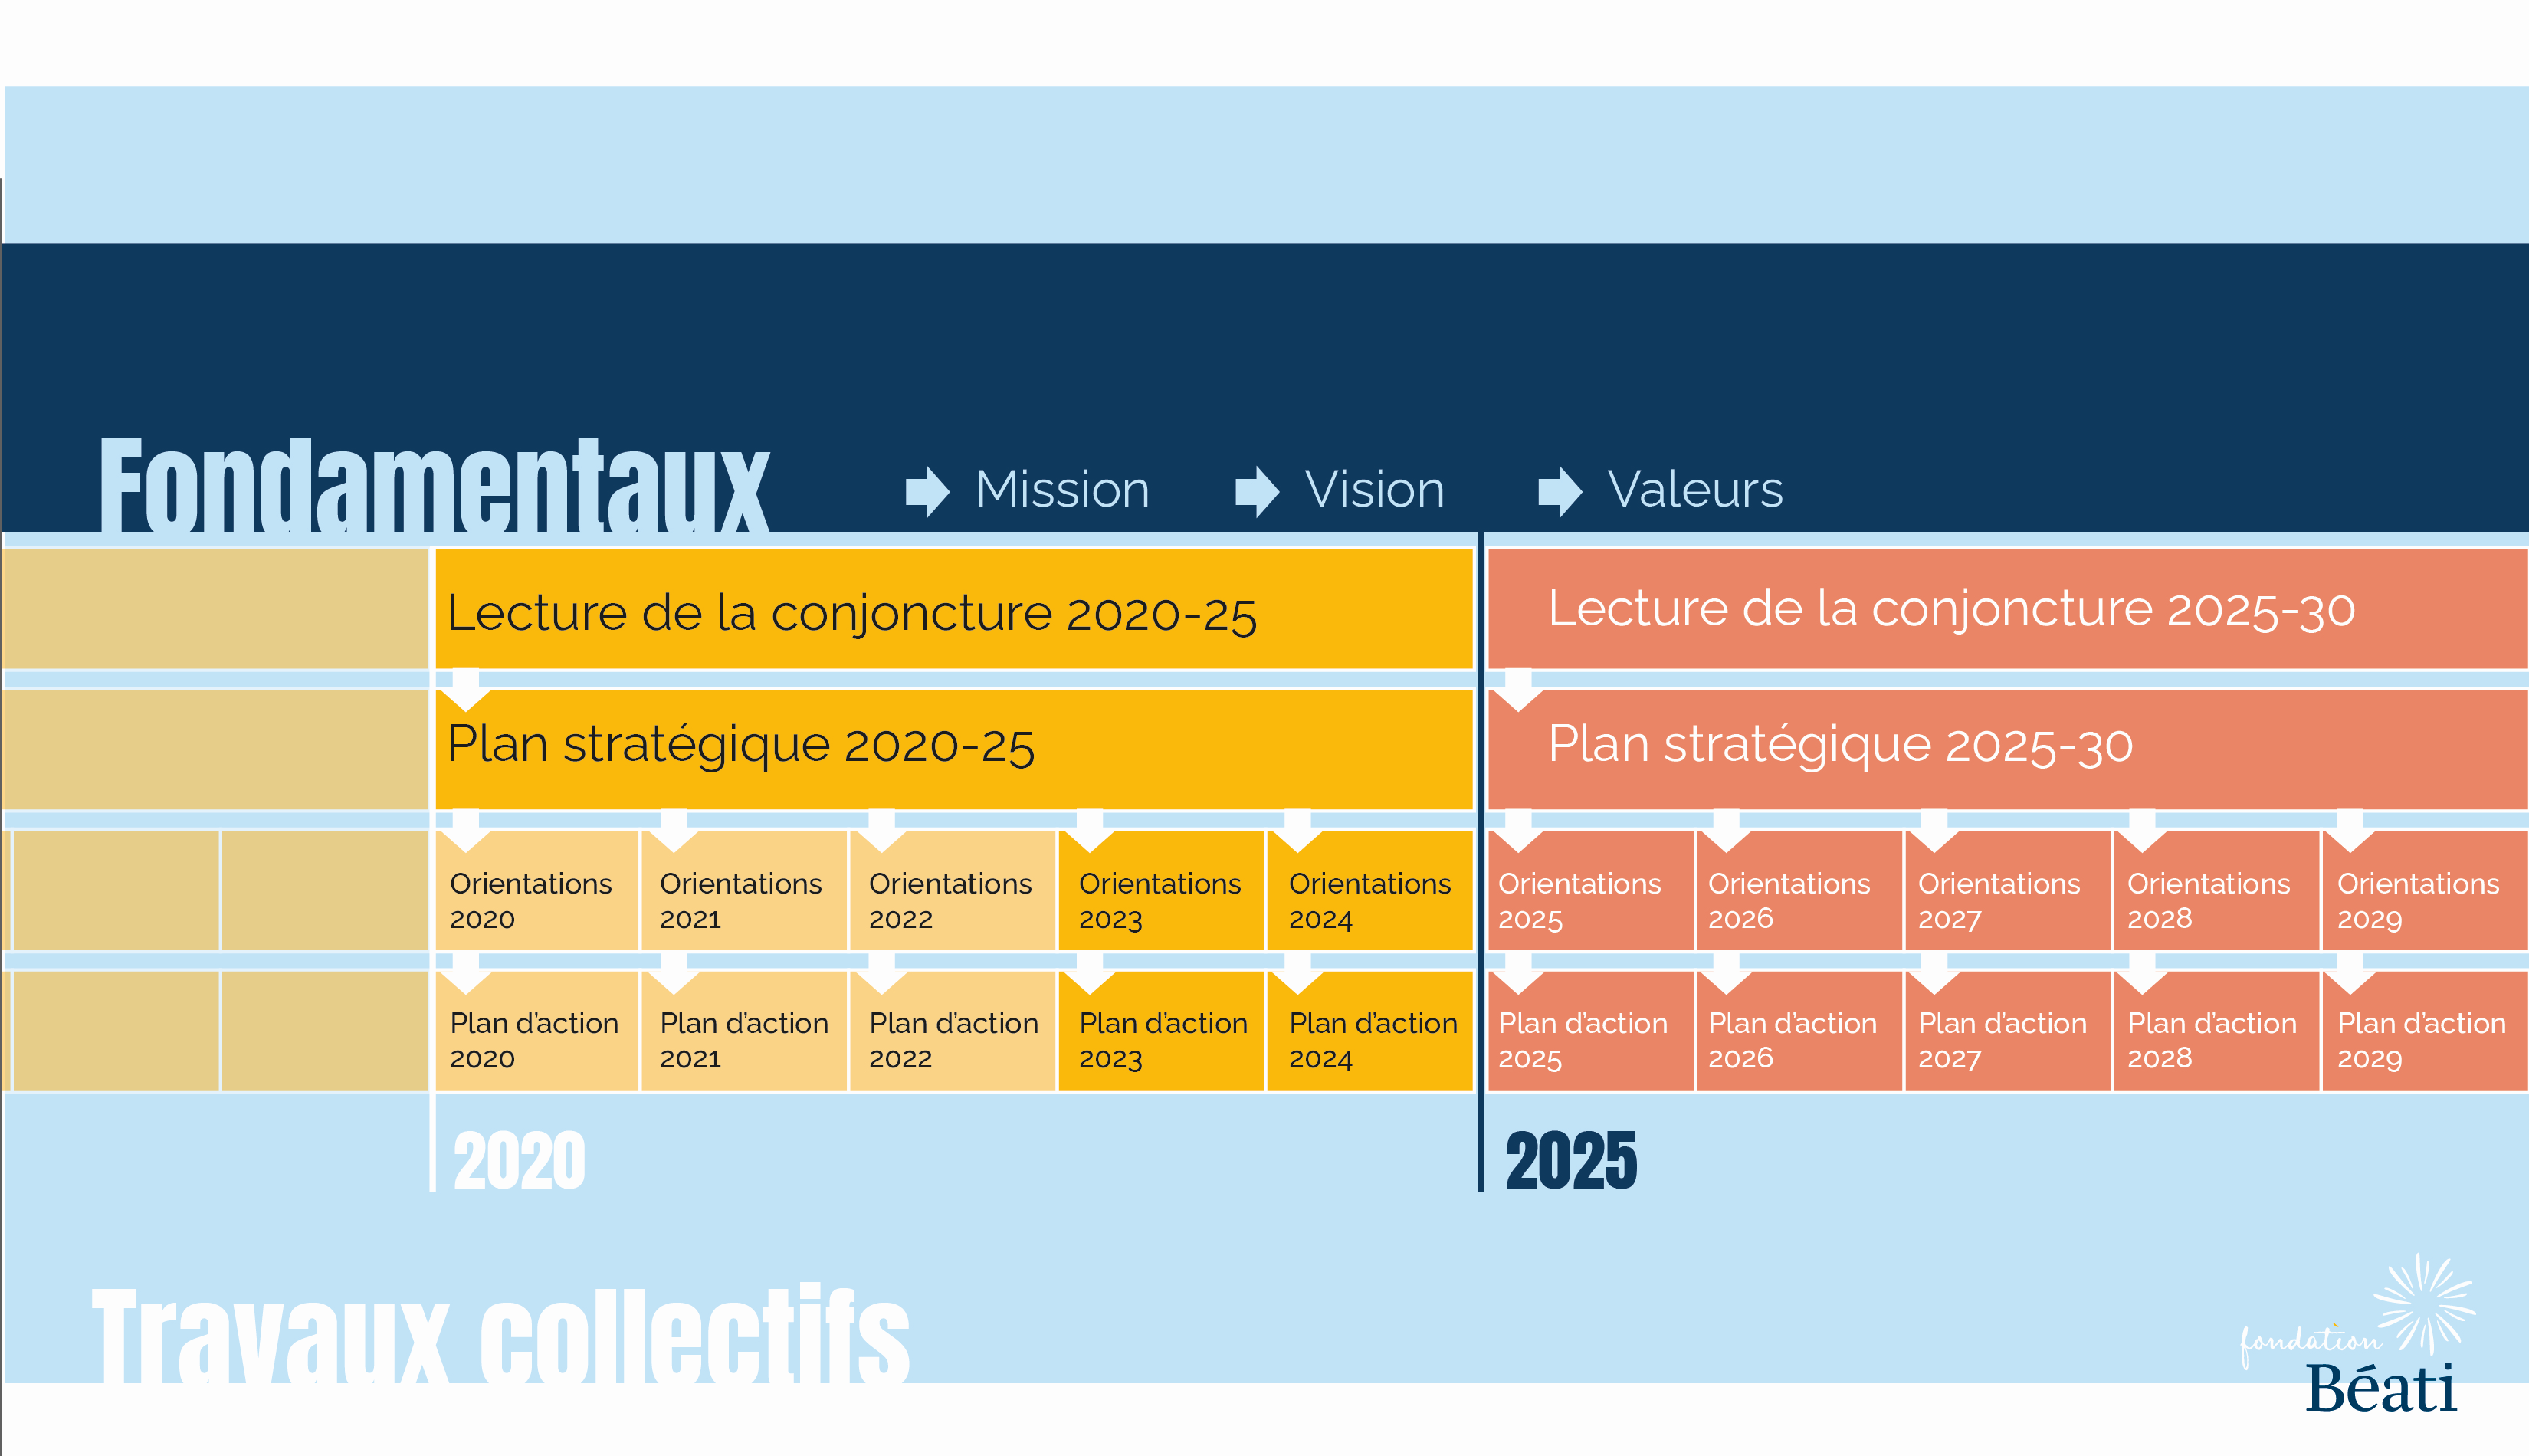 Fondamentaux
Mission
Vision
Valeurs
Lecture de la conjoncture 2020-25
Lecture de la conjoncture 2025-30
Plan stratégique 2020-25
Plan stratégique 2025-30
Orientations
2020
Orientations
2021
Orientations
2022
Orientations
2023
Orientations
2024
Orientations
2025
Orientations
2026
Orientations
2027
Orientations
2028
Orientations
2029
Plan d’action
2020
Plan d’action
2021
Plan d’action
2022
Plan d’action
2023
Plan d’action
2024
Plan d’action
2025
Plan d’action
2026
Plan d’action
2027
Plan d’action
2028
Plan d’action
2029
2020
2025
Travaux collectifs
fondation
Béati